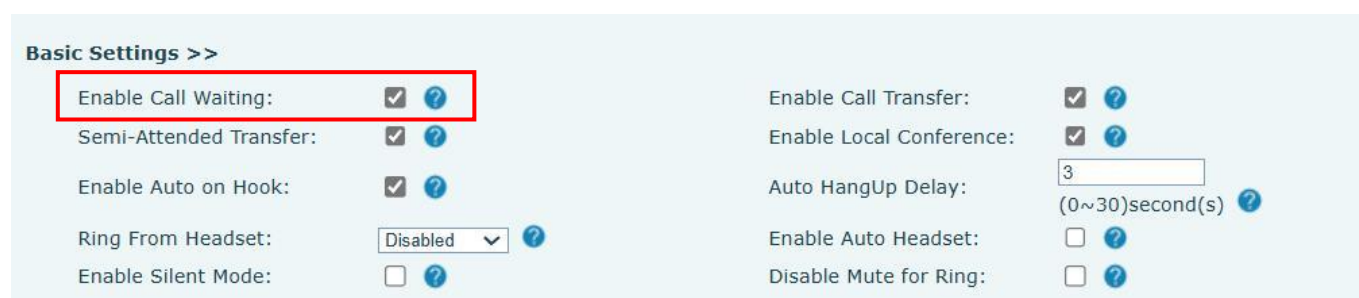 Basic Settings >>
Enable Call Waiting: ? Enable Call Transfer: ?
Semi-Attended Transfer: ? Enable Local Conference: ?
Enable Auto on Hook: ? Auto HangUp Delay: 3
(0~30)second(s) ?
Ring From Headset: Disabled ? Enable Auto Headset: ?
Enable Silent Mode: ? Disable Mute for Ring: ?